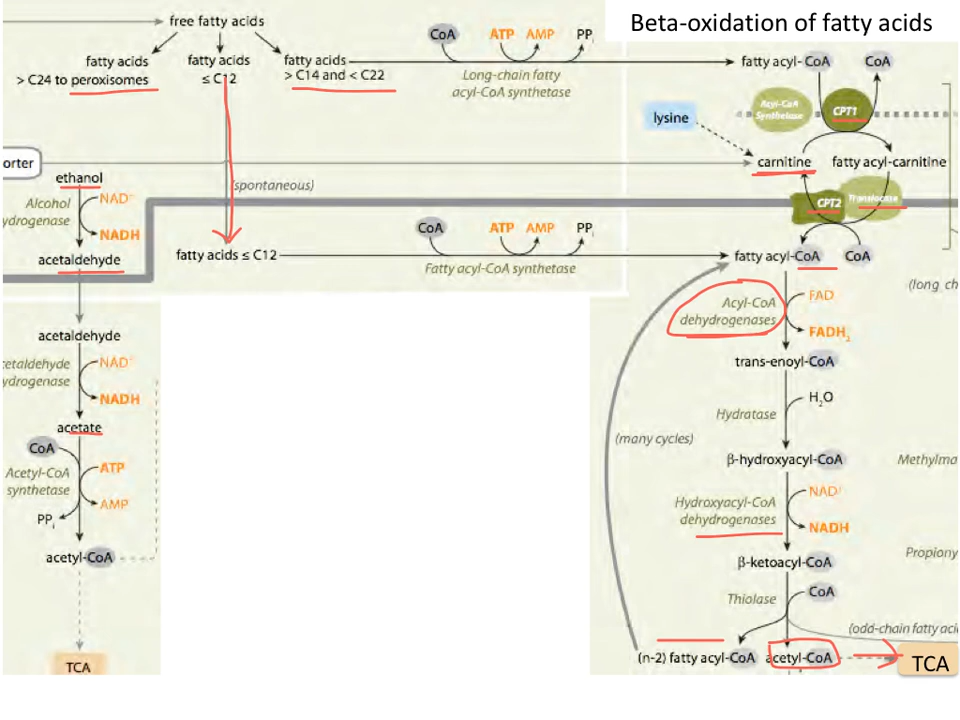 Beta-oxidation of fatty acids
free fatty acids
fatty acids
> C24 to peroxisomes
fatty acids
≤ C12
fatty acids
> C14 and < C22
CoA
ATP
AMP
PPi
Long-chain fatty
acyl-CoA synthetase
fatty acyl-CoA
CoA
lysine
Acyl-CoA
Synthetase
CPT1
orter
carnitine
fatty acyl-carnitine
ethanol
(spontaneous)
Alcohol
ydrogenase
NAD+
NADH
CPT2
Translocase
acetaldehyde
fatty acids ≤ C12
CoA
ATP
AMP
PPi
Fatty acyl-CoA synthetase
fatty acyl-CoA
CoA
(long ch
Acyl-CoA
dehydrogenases
FAD
FADH2
acetaldehyde
cetaldehyde
ydrogenase
NAD+
NADH
trans-enoyl-CoA
H2O
Hydratase
acetate
(many cycles)
CoA
Acetyl-CoA
synthetase
ATP
AMP
PPi
β-hydroxyacyl-CoA
Methylma
Hydroxyacyl-CoA
dehydrogenases
NAD+
NADH
acetyl-CoA
β-ketoacyl-CoA
Propiony
Thiolase
CoA
(odd-chain fatty acid
(n-2) fatty acyl-CoA
acetyl-CoA
TCA
TCA